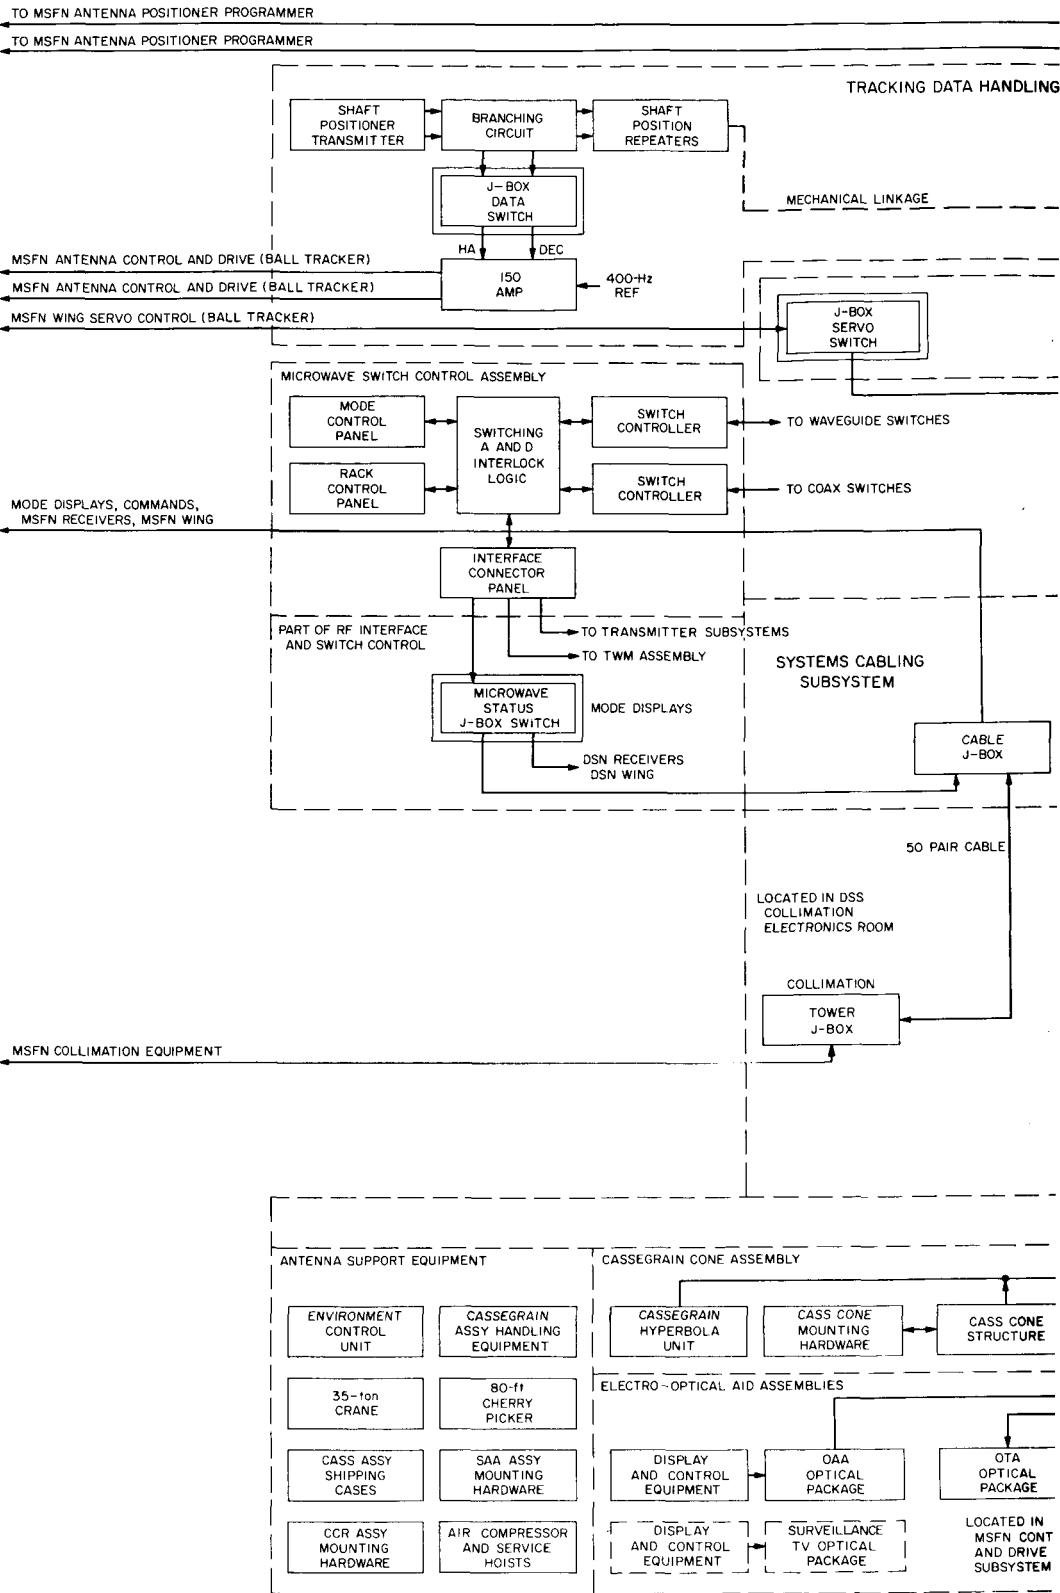 TO MSFN ANTENNA POSITIONER PROGRAMMER
TO MSFN ANTENNA POSITIONER PROGRAMMER
TRACKING DATA HANDLING
SHAFT
POSITIONER
TRANSMITTER
BRANCHING
CIRCUIT
SHAFT
POSITION
REPEATERS
J-BOX
DATA
SWITCH
MECHANICAL LINKAGE
HA
DEC
MSFN ANTENNA CONTROL AND DRIVE (BALL TRACKER)
MSFN ANTENNA CONTROL AND DRIVE (BALL TRACKER)
150
AMP
400-Hz
REF
MSFN WING SERVO CONTROL (BALL TRACKER)
J-BOX
SERVO
SWITCH
MICROWAVE SWITCH CONTROL ASSEMBLY
MODE
CONTROL
PANEL
SWITCHING
A AND D
INTERLOCK
LOGIC
SWITCH
CONTROLLER
TO WAVEGUIDE SWITCHES
RACK
CONTROL
PANEL
SWITCH
CONTROLLER
TO COAX SWITCHES
MODE DISPLAYS, COMMANDS,
MSFN RECEIVERS, MSFN WING
INTERFACE
CONNECTOR
PANEL
PART OF RF INTERFACE
AND SWITCH CONTROL
TO TRANSMITTER SUBSYSTEMS
TO TWM ASSEMBLY
SYSTEMS CABLING
SUBSYSTEM
MICROWAVE
STATUS
J-BOX SWITCH
MODE DISPLAYS
DSN RECEIVERS
DSN WING
CABLE
J-BOX
50 PAIR CABLE
LOCATED IN DSS
COLLIMATION
ELECTRONICS ROOM
COLLIMATION
TOWER
J-BOX
MSFN COLLIMATION EQUIPMENT
ANTENNA SUPPORT EQUIPMENT
ENVIRONMENT
CONTROL
UNIT
CASSEGRAIN
ASSY HANDLING
EQUIPMENT
35-ton
CRANE
80-ft
CHERRY
PICKER
CASS ASSY
SHIPPING
CASES
SAA ASSY
MOUNTING
HARDWARE
CCR ASSY
MOUNTING
HARDWARE
AIR COMPRESSOR
AND SERVICE
HOISTS
CASSEGRAIN CONE ASSEMBLY
CASSEGRAIN
HYPERBOLA
UNIT
CASS CONE
MOUNTING
HARDWARE
CASS CONE
STRUCTURE
ELECTRO-OPTICAL AID ASSEMBLIES
DISPLAY
AND CONTROL
EQUIPMENT
OAA
OPTICAL
PACKAGE
OTA
OPTICAL
PACKAGE
DISPLAY
AND CONTROL
EQUIPMENT
SURVEILLANCE
TV OPTICAL
PACKAGE
LOCATED IN
MSFN CONT
AND DRIVE
SUBSYSTEM